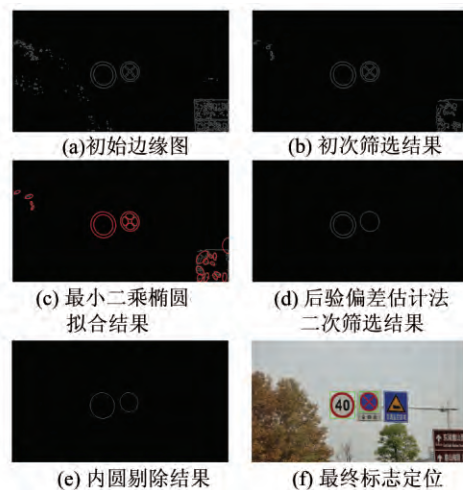 (a)初始边缘图
(b) 初次筛选结果
(c) 最小二乘椭圆
拟合结果
(d) 后验偏差估计法
二次筛选结果
40
(e) 内圆剔除结果
(f) 最终标志定位